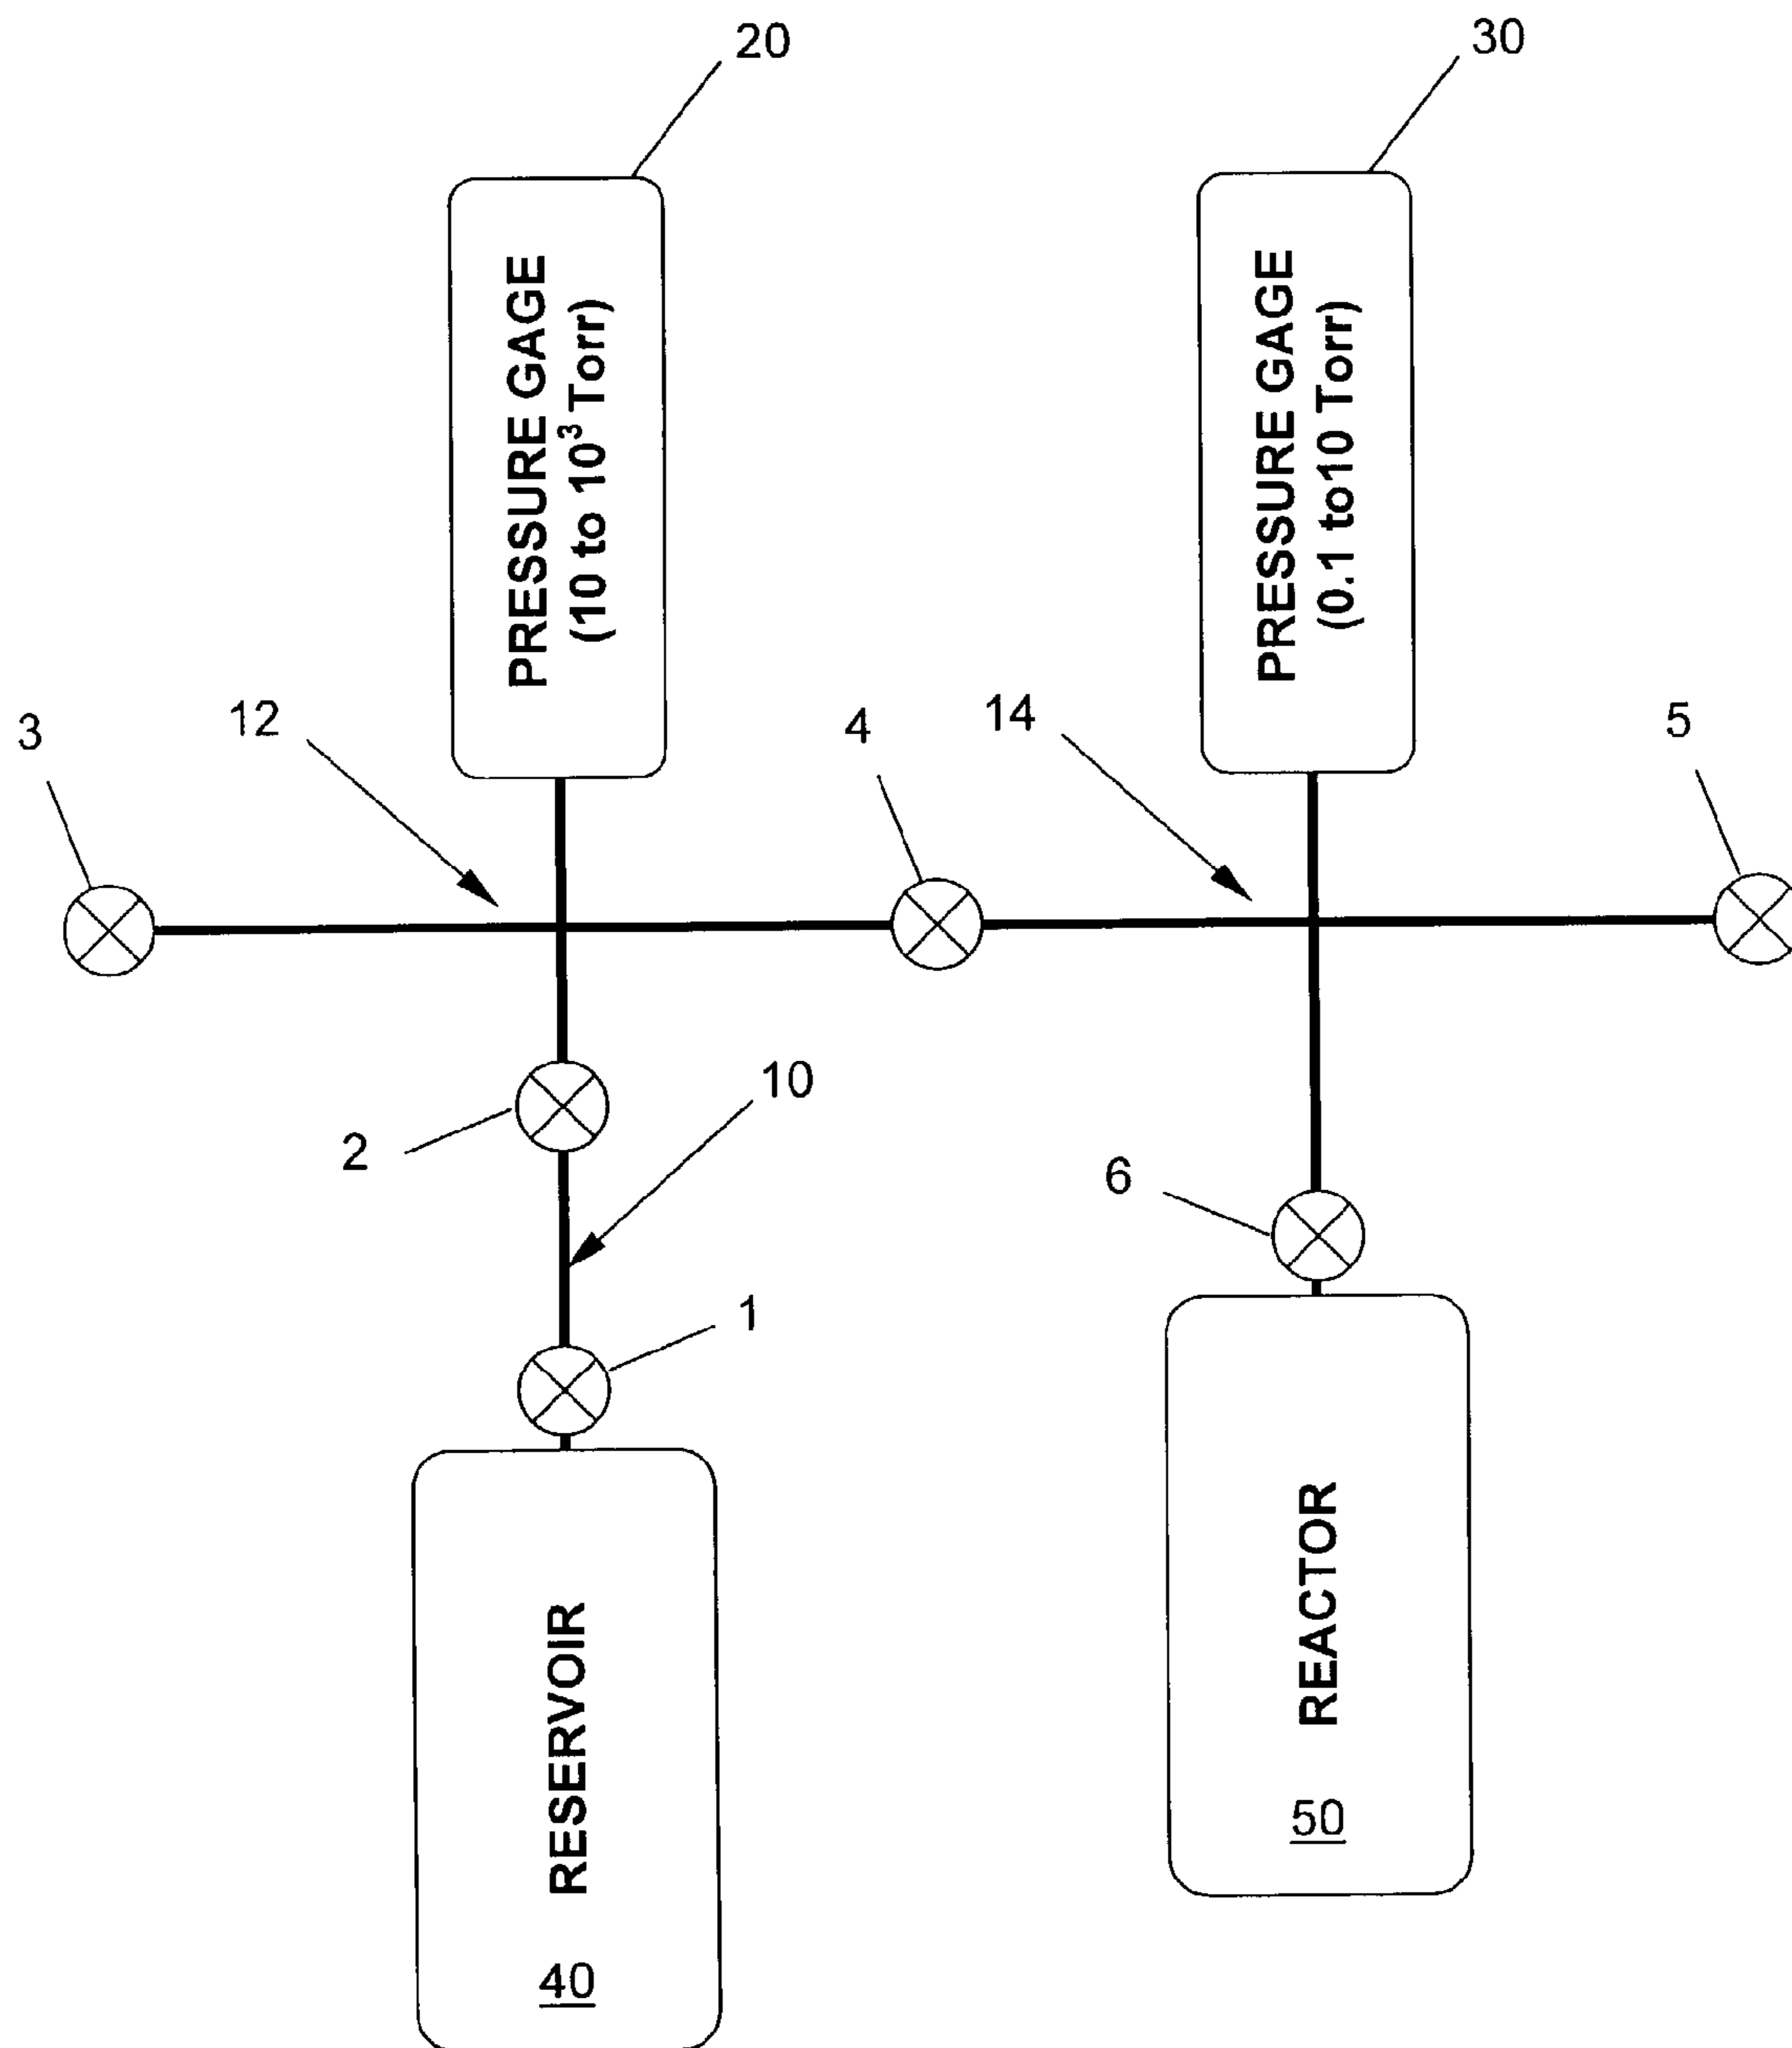 20
30
PRESSURE GAGE
(10 to 10³ Torr)
PRESSURE GAGE
(0.1 to10 Torr)
3
12
4
14
5
2
10
6
1
RESERVOIR
40
REACTOR
50